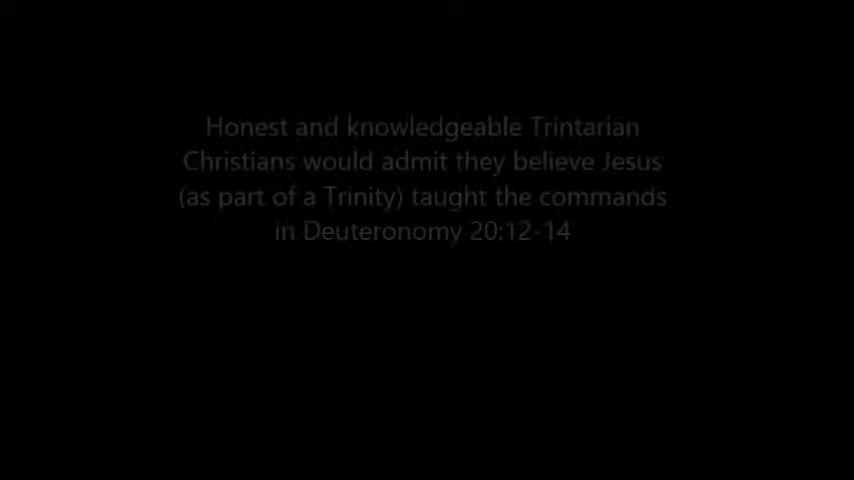 Honest and knowledgeable Trintarian
Christians would admit they believe Jesus
(as part of a Trinity) taught the commands
in Deuteronomy 20:12-14